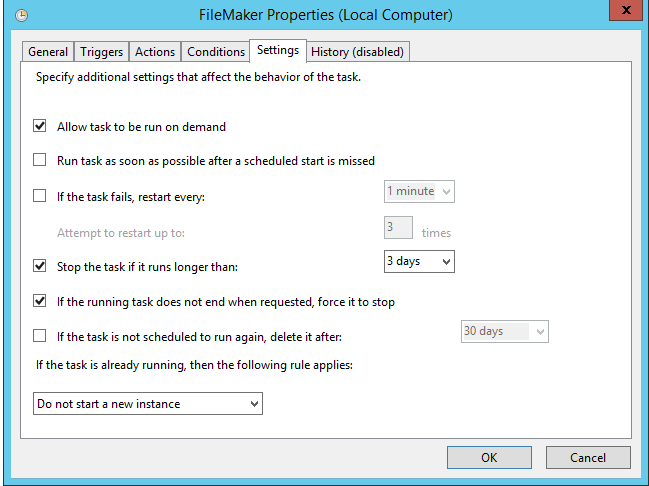 FileMaker Properties (Local Computer)
General Triggers Actions Conditions Settings History (disabled)
Specify additional settings that affect the behavior of the task.
Allow task to be run on demand
Run task as soon as possible after a scheduled start is missed
If the task fails, restart every: 1 minute
Attempt to restart up to: 3 times
Stop the task if it runs longer than: 3 days
If the running task does not end when requested, force it to stop
If the task is not scheduled to run again, delete it after: 30 days
If the task is already running, then the following rule applies:
Do not start a new instance
OK Cancel